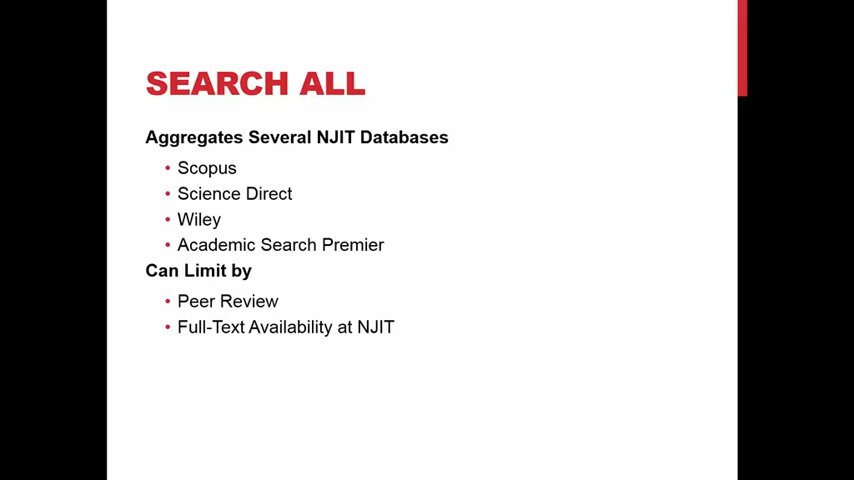 SEARCH ALL
Aggregates Several NJIT Databases
• Scopus
• Science Direct
• Wiley
• Academic Search Premier
Can Limit by
• Peer Review
• Full-Text Availability at NJIT